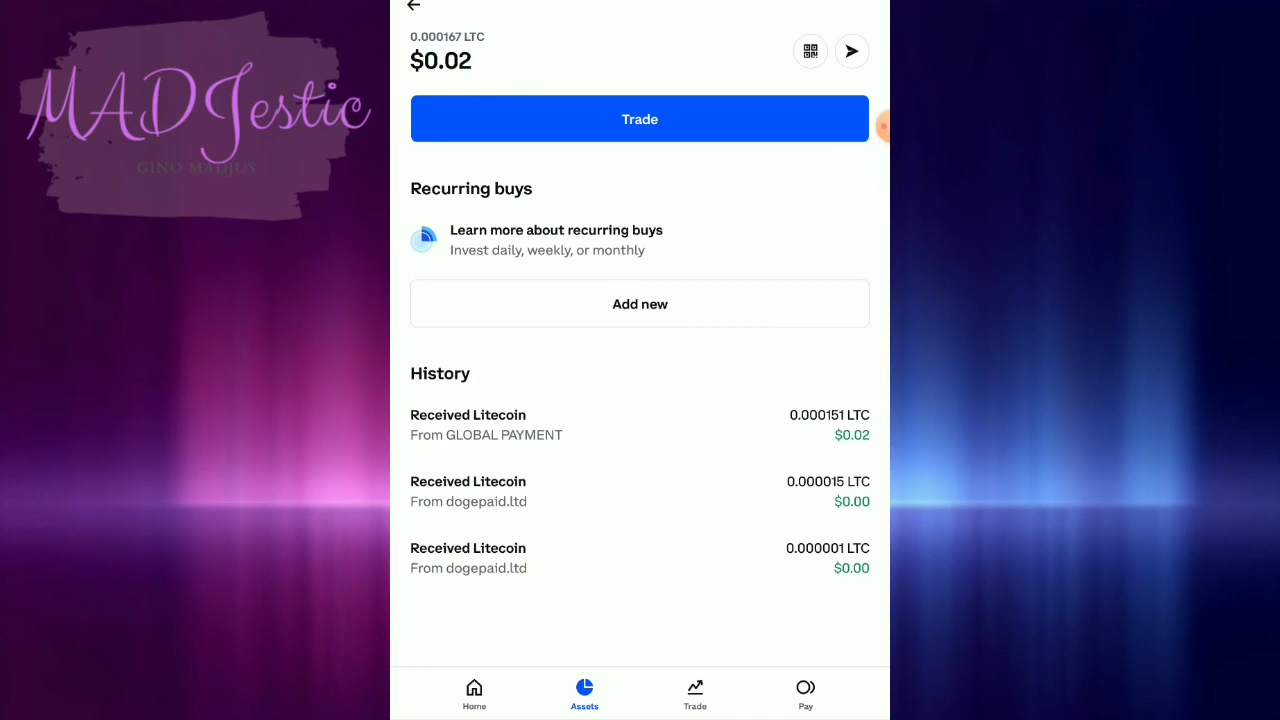 MADJestic
GINO MADJUS
0.000167 LTC
$0.02
Trade
Recurring buys
Learn more about recurring buys
Invest daily, weekly, or monthly
Add new
History
Received Litecoin 0.000151 LTC
From GLOBAL PAYMENT $0.02
Received Litecoin 0.000015 LTC
From dogepaid.ltd $0.00
Received Litecoin 0.000001 LTC
From dogepaid.ltd $0.00
Home Assets Trade Pay